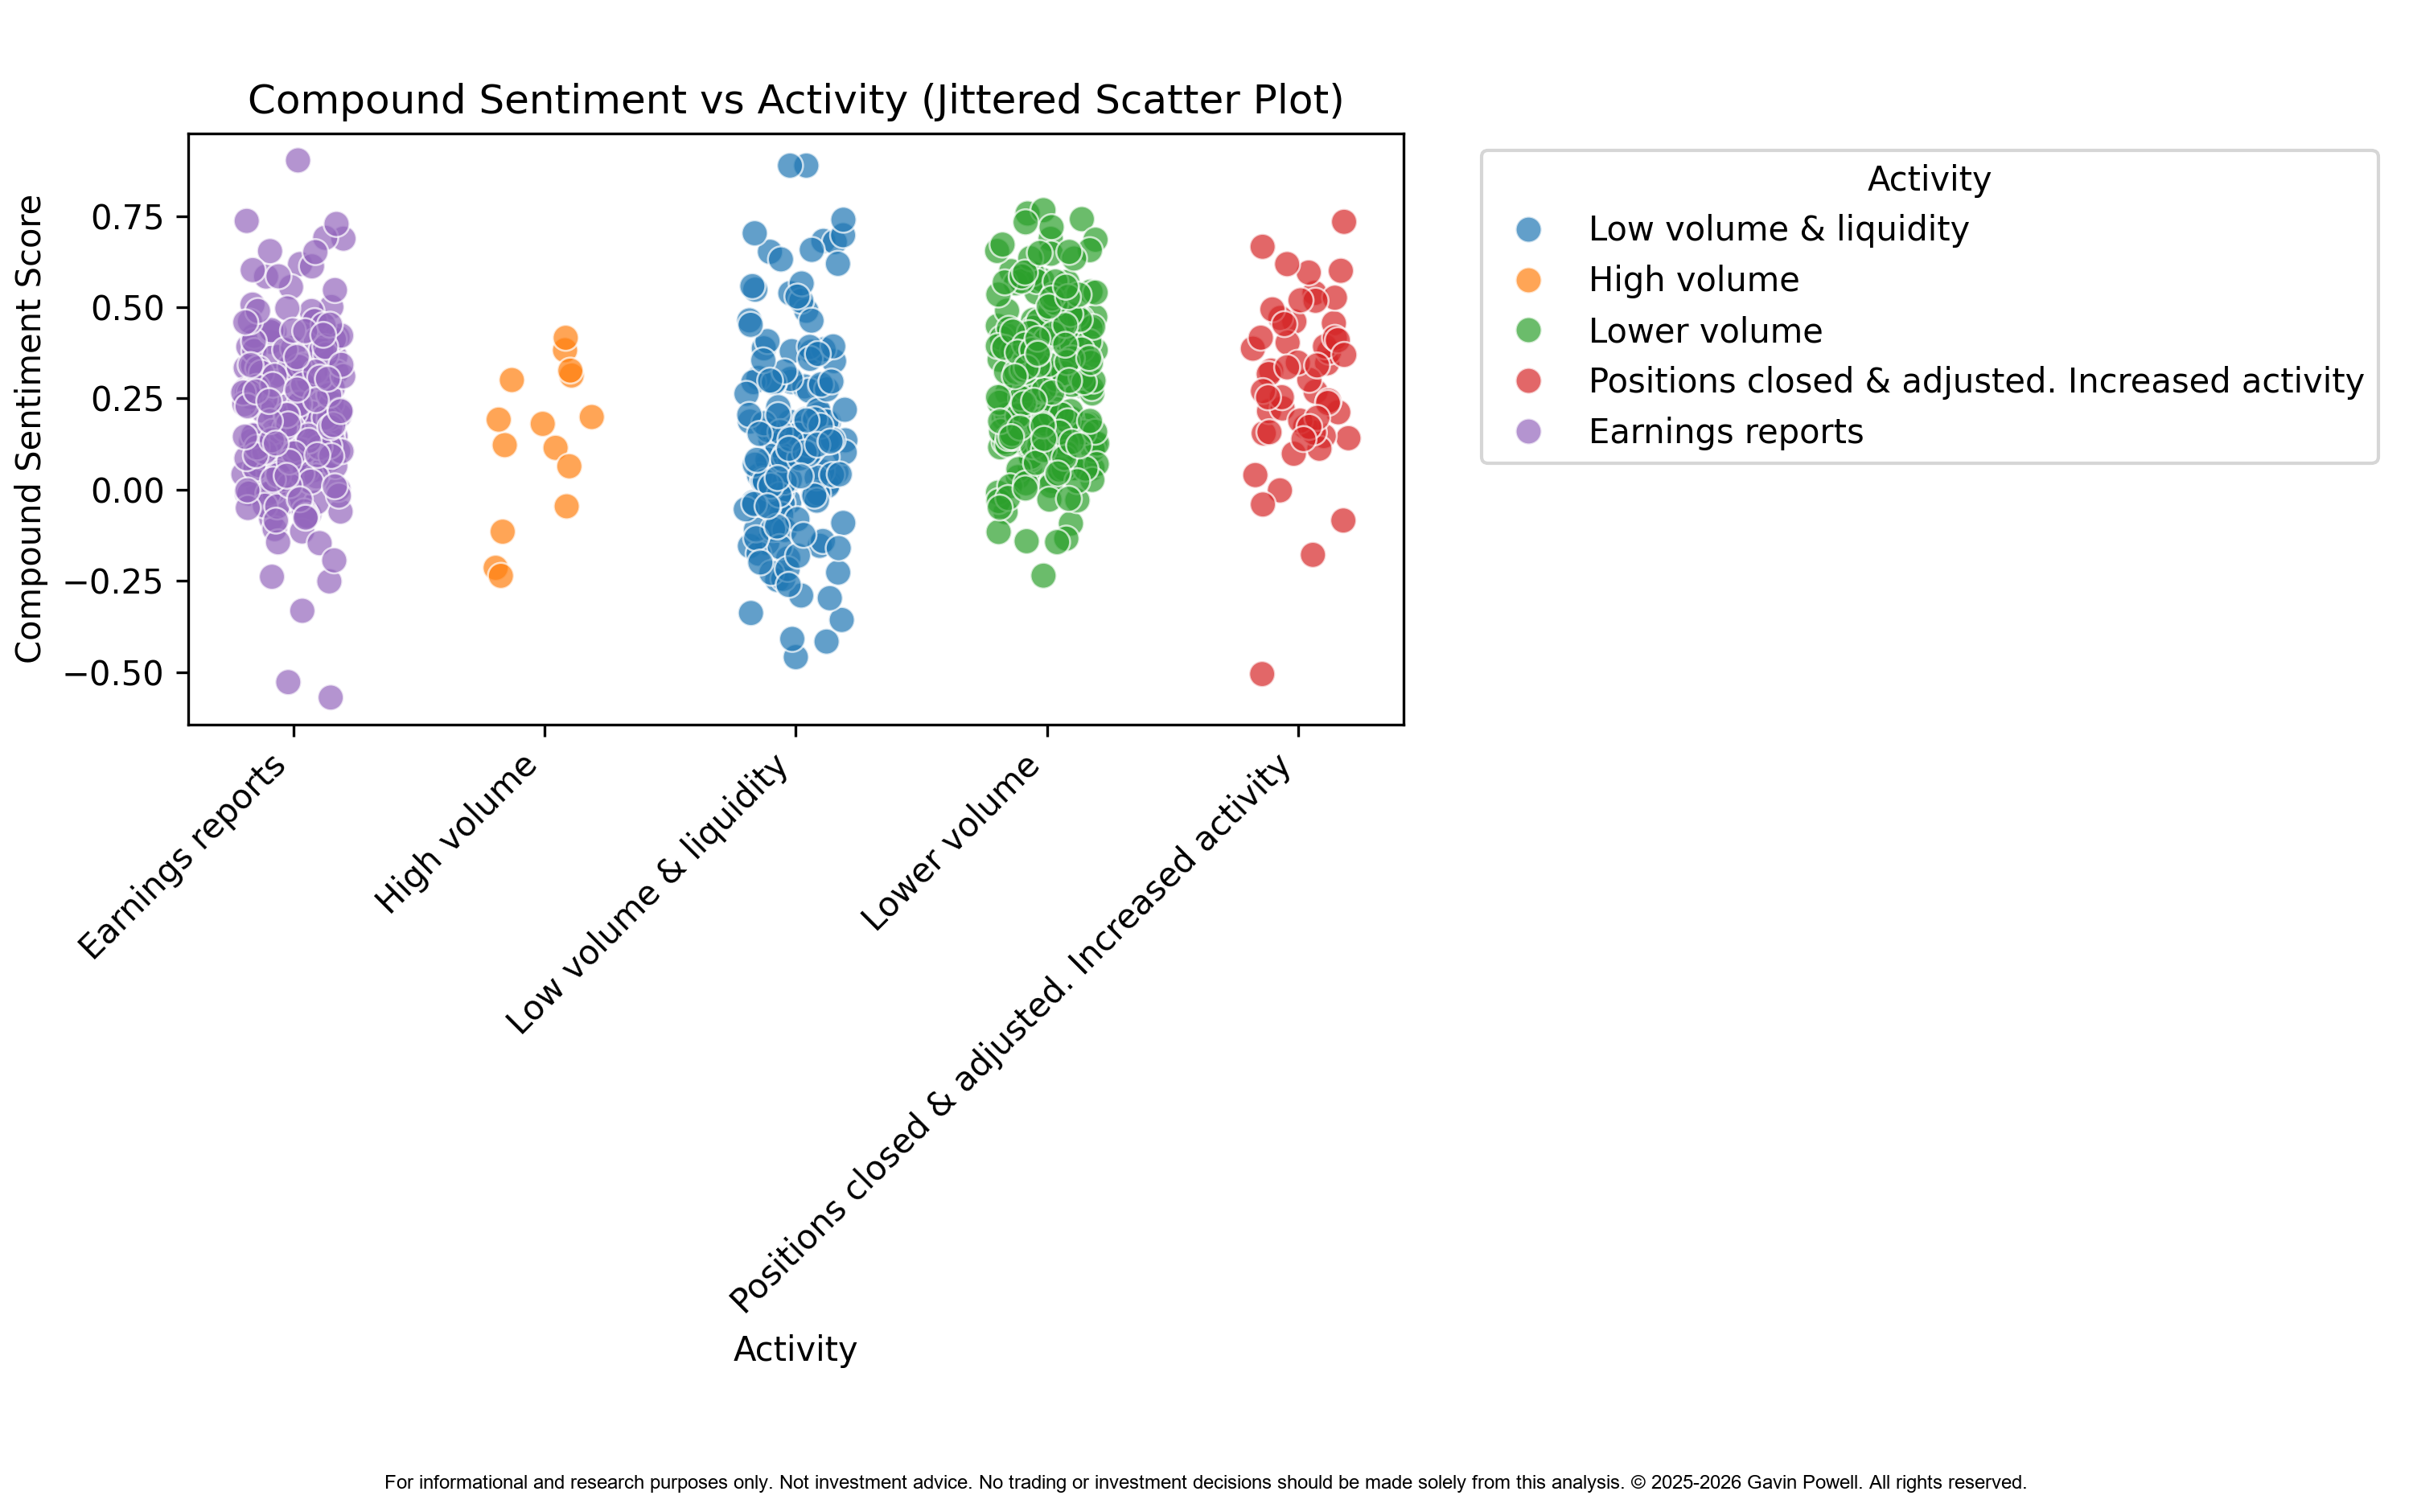 Compound Sentiment vs Activity (Jittered Scatter Plot)
Compound Sentiment Score
0.75
0.50
0.25
0.00
−0.25
−0.50
Earnings reports
High volume
Low volume & liquidity
Lower volume
Positions closed & adjusted. Increased activity
Activity
Activity
Low volume & liquidity
High volume
Lower volume
Positions closed & adjusted. Increased activity
Earnings reports
For informational and research purposes only. Not investment advice. No trading or investment decisions should be made solely from this analysis. © 2025-2026 Gavin Powell. All rights reserved.